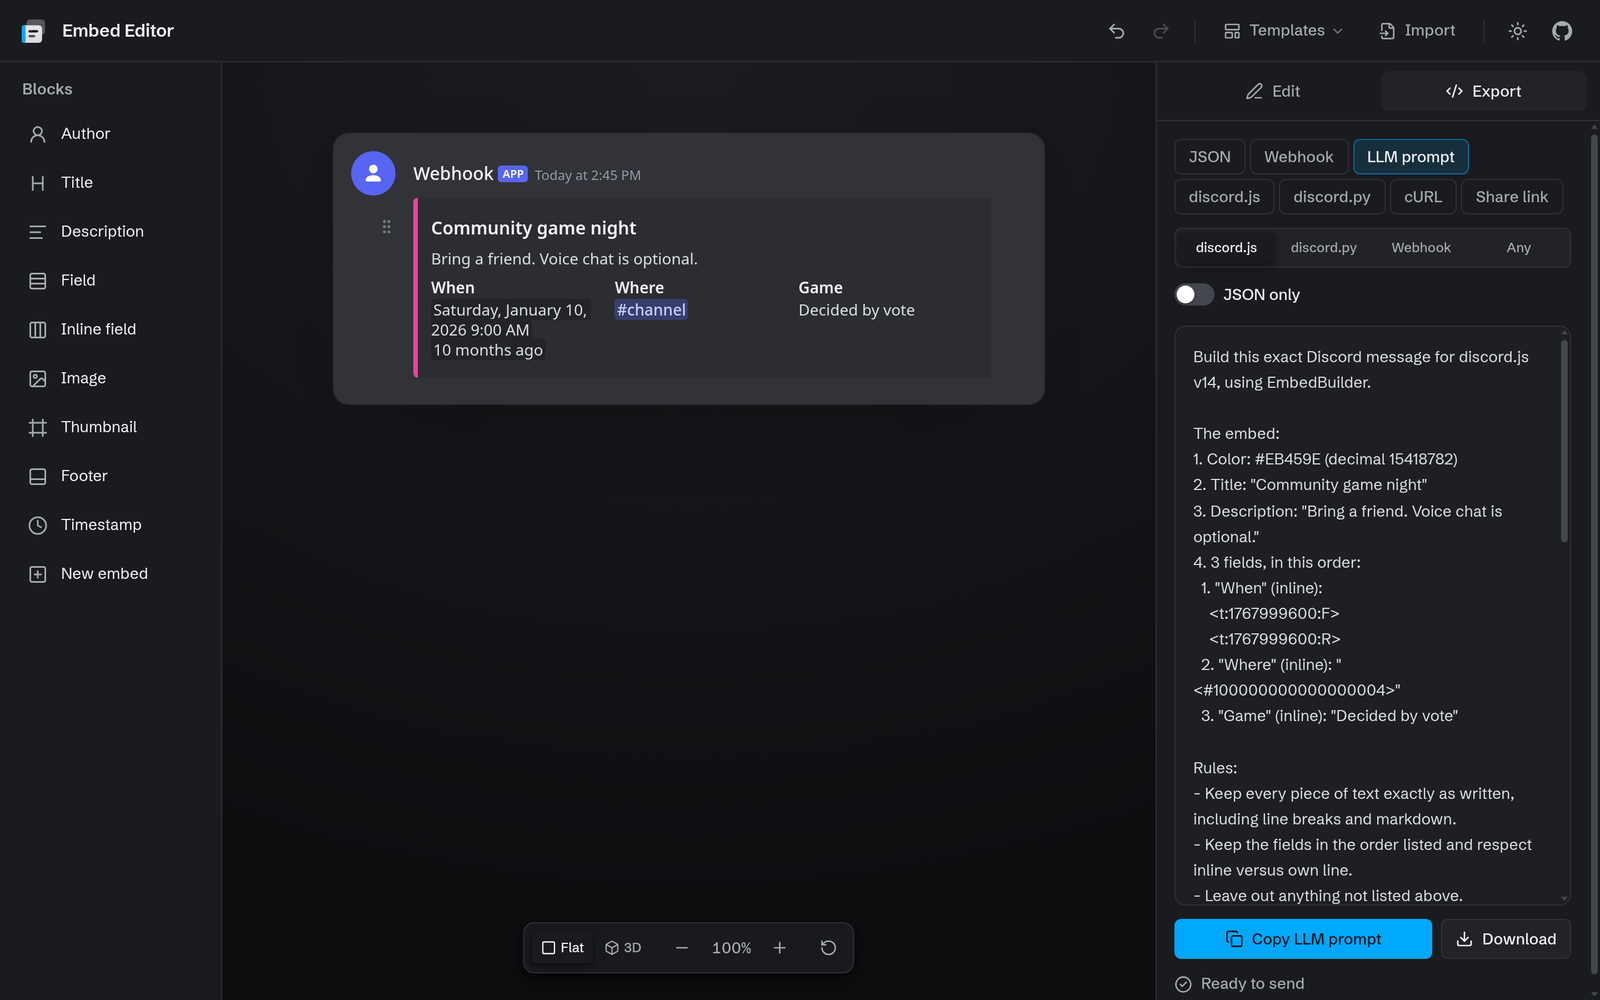 Embed Editor
Templates
Import
Blocks
Author
Title
Description
Field
Inline field
Image
Thumbnail
Footer
Timestamp
New embed
Webhook APP Today at 2:45 PM
Community game night
Bring a friend. Voice chat is optional.
When Where Game
Saturday, January 10, #channel Decided by vote
2026 9:00 AM
10 months ago
Flat 3D 100%
Edit Export
JSON Webhook LLM prompt
discord.js discord.py cURL Share link
discord.js discord.py Webhook Any
JSON only
Build this exact Discord message for discord.js
v14, using EmbedBuilder.
The embed:
1. Color: #EB459E (decimal 15418782)
2. Title: "Community game night"
3. Description: "Bring a friend. Voice chat is
optional."
4. 3 fields, in this order:
1. "When" (inline):
<t:1767999600:F>
<t:1767999600:R>
2. "Where" (inline): "
<#100000000000000004>"
3. "Game" (inline): "Decided by vote"
Rules:
- Keep every piece of text exactly as written,
including line breaks and markdown.
- Keep the fields in the order listed and respect
inline versus own line.
- Leave out anything not listed above.
Copy LLM prompt Download
Ready to send